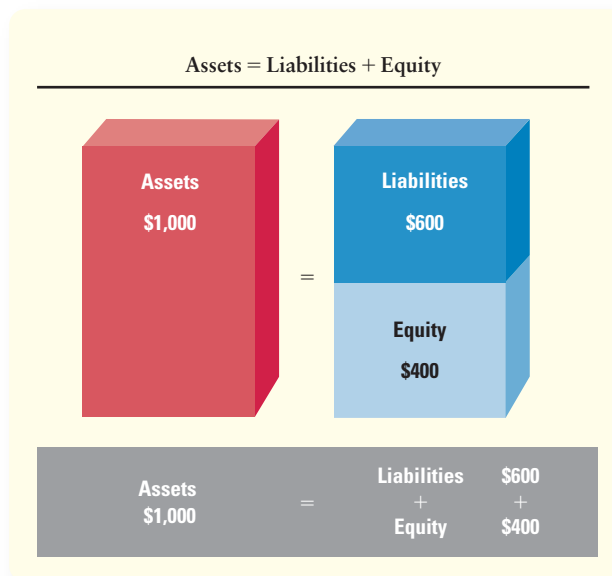 Assets = Liabilities + Equity
Assets
$1,000
=
Liabilities
$600
Equity
$400
Assets
$1,000
=
Liabilities $600
+ +
Equity $400